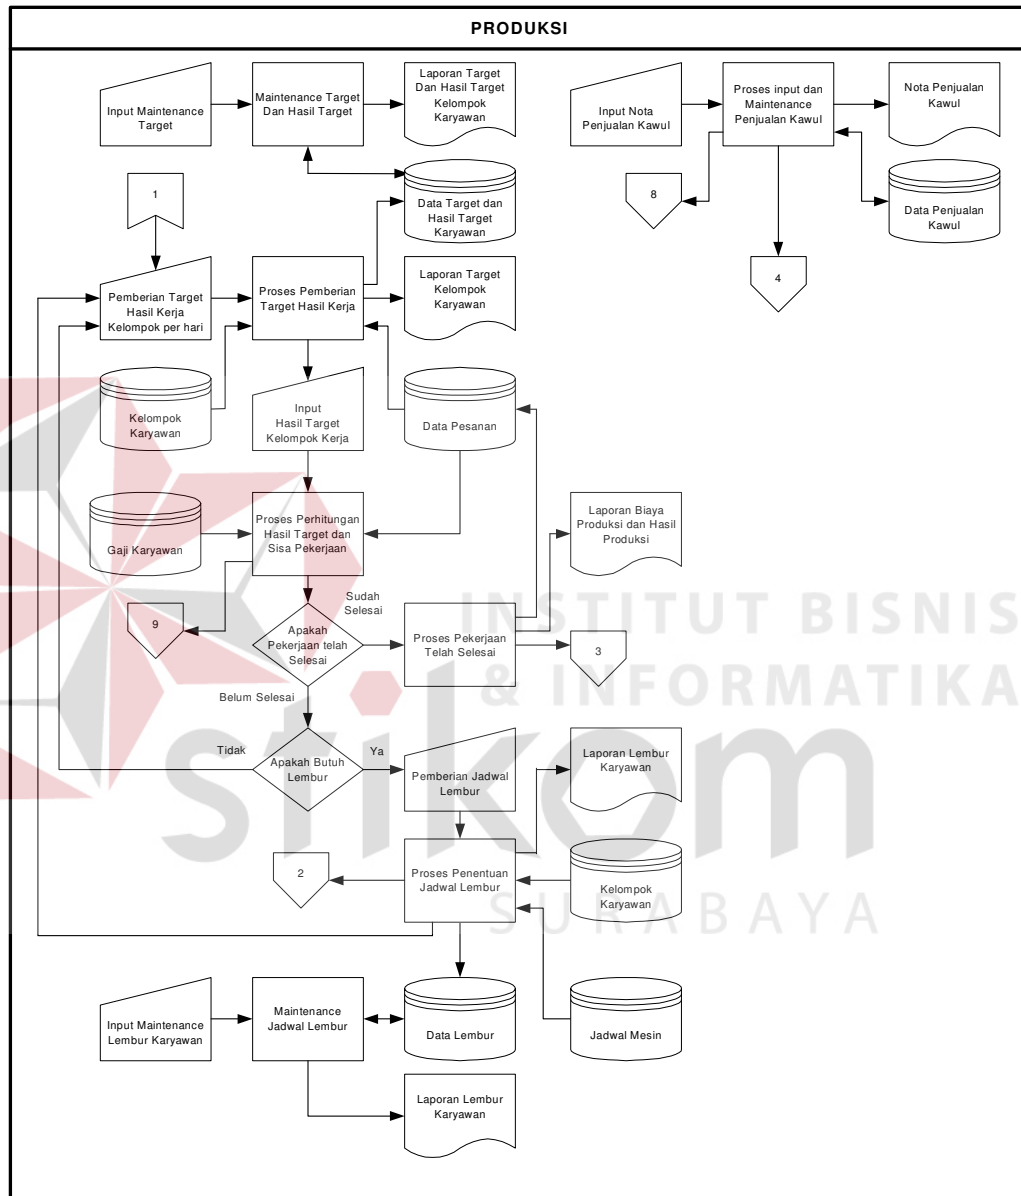 PRODUKSI
Input Maintenance
Target
Maintenance Target
Dan Hasil Target
Laporan Target
Dan Hasil Target
Kelompok
Karyawan
Input Nota
Penjualan Kawul
Proses input dan
Maintenance
Penjualan Kawul
Nota Penjualan
Kawul
1
Data Target dan
Hasil Target
Karyawan
8
Data Penjualan
Kawul
4
Pemberian Target
Hasil Kerja
Kelompok per hari
Proses Pemberian
Target Hasil Kerja
Laporan Target
Kelompok
Karyawan
Kelompok
Karyawan
Input
Hasil Target
Kelompok Kerja
Data Pesanan
Gaji Karyawan
Proses Perhitungan
Hasil Target dan
Sisa Pekerjaan
Laporan Biaya
Produksi dan Hasil
Produksi
9
Apakah
Pekerjaan telah
Selesai
Sudah
Selesai
Proses Pekerjaan
Telah Selesai
3
Belum Selesai
Tidak
Apakah Butuh
Lembur
Ya
Pemberian Jadwal
Lembur
Laporan Lembur
Karyawan
2
Proses Penentuan
Jadwal Lembur
Kelompok
Karyawan
Input Maintenance
Lembur Karyawan
Maintenance
Jadwal Lembur
Data Lembur
Jadwal Mesin
Laporan Lembur
Karyawan
INSTITUT BISNIS
& INFORMATIKA
stikom
SURABAYA